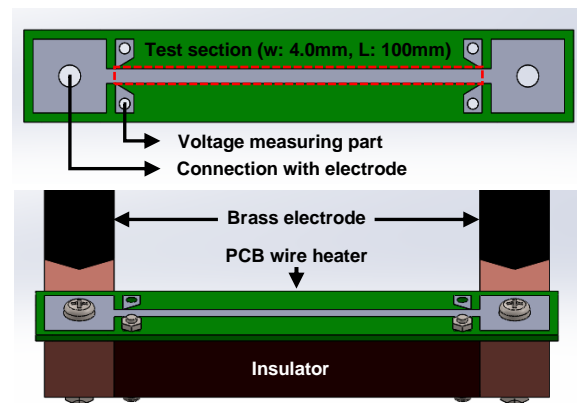 Test section (w: 4.0mm, L: 100mm)
Voltage measuring part
Connection with electrode
Brass electrode
PCB wire heater
Insulator